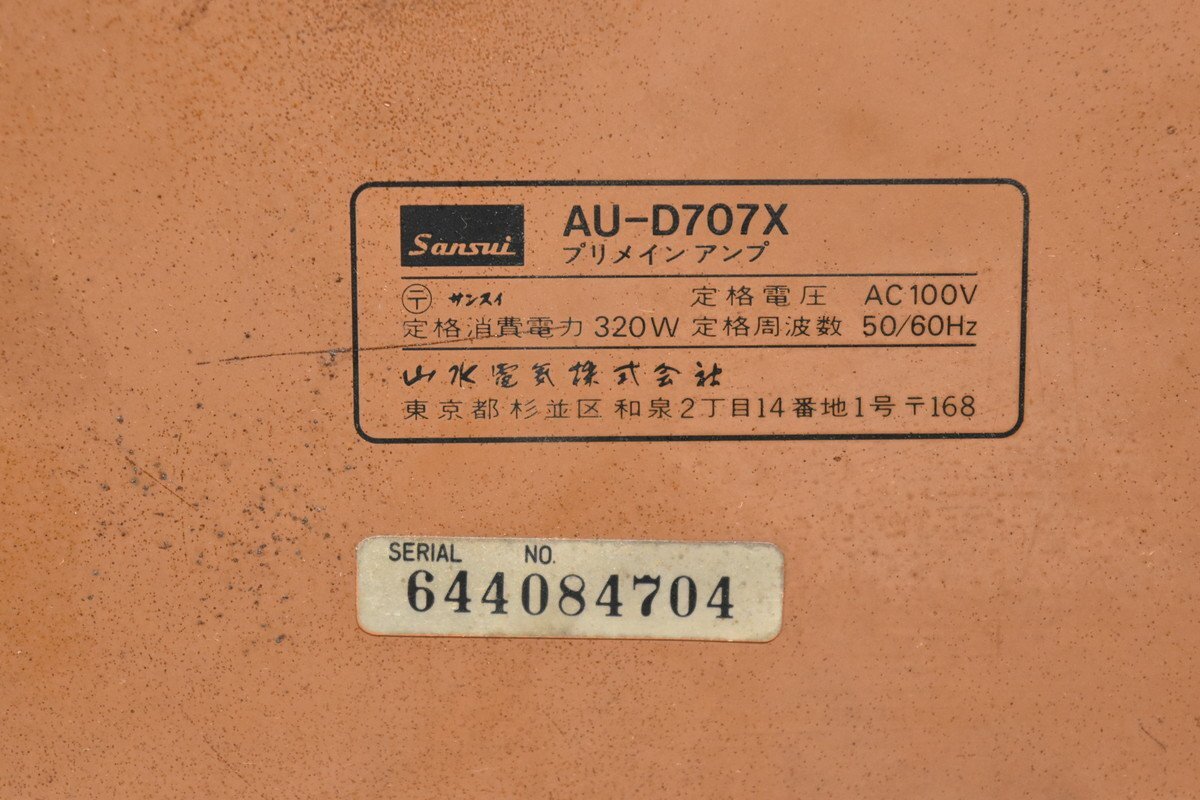 Sansui AU-D707X
プリメインアンプ
〒 サンスイ 定格電圧 AC100V
定格消費電力 320W 定格周波数 50/60Hz
山水電気株式会社
東京都杉並区和泉2丁目14番地1号 〒168
SERIAL NO.
644084704